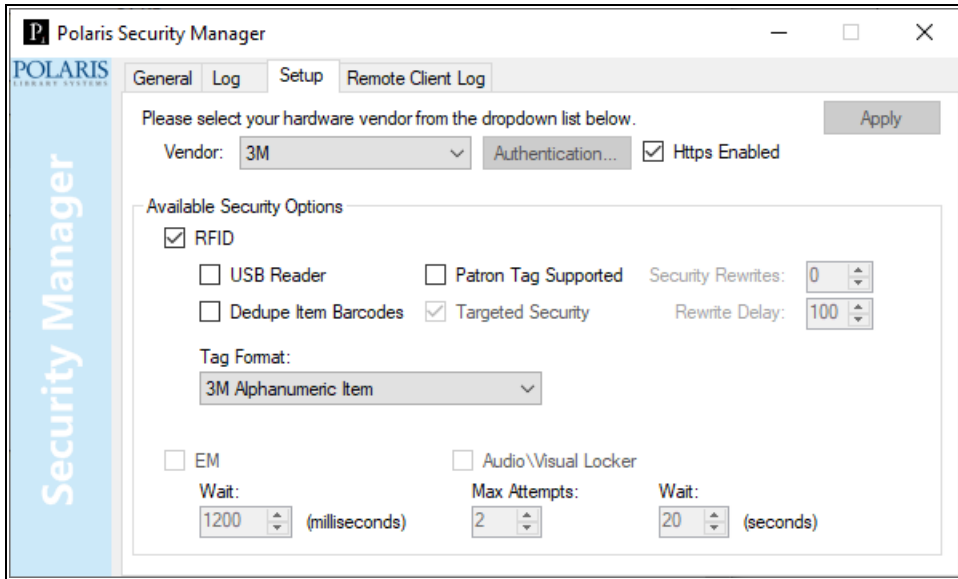 Polaris Security Manager
POLARIS
LIBRARY SYSTEMS
Security Manager
General Log Setup Remote Client Log
Please select your hardware vendor from the dropdown list below. Apply
Vendor: 3M Authentication... Https Enabled
Available Security Options
RFID
USB Reader Patron Tag Supported Security Rewrites: 0
Dedupe Item Barcodes Targeted Security Rewrite Delay: 100
Tag Format:
3M Alphanumeric Item
EM Audio\Visual Locker
Wait: Max Attempts: Wait:
1200 (milliseconds) 2 20 (seconds)